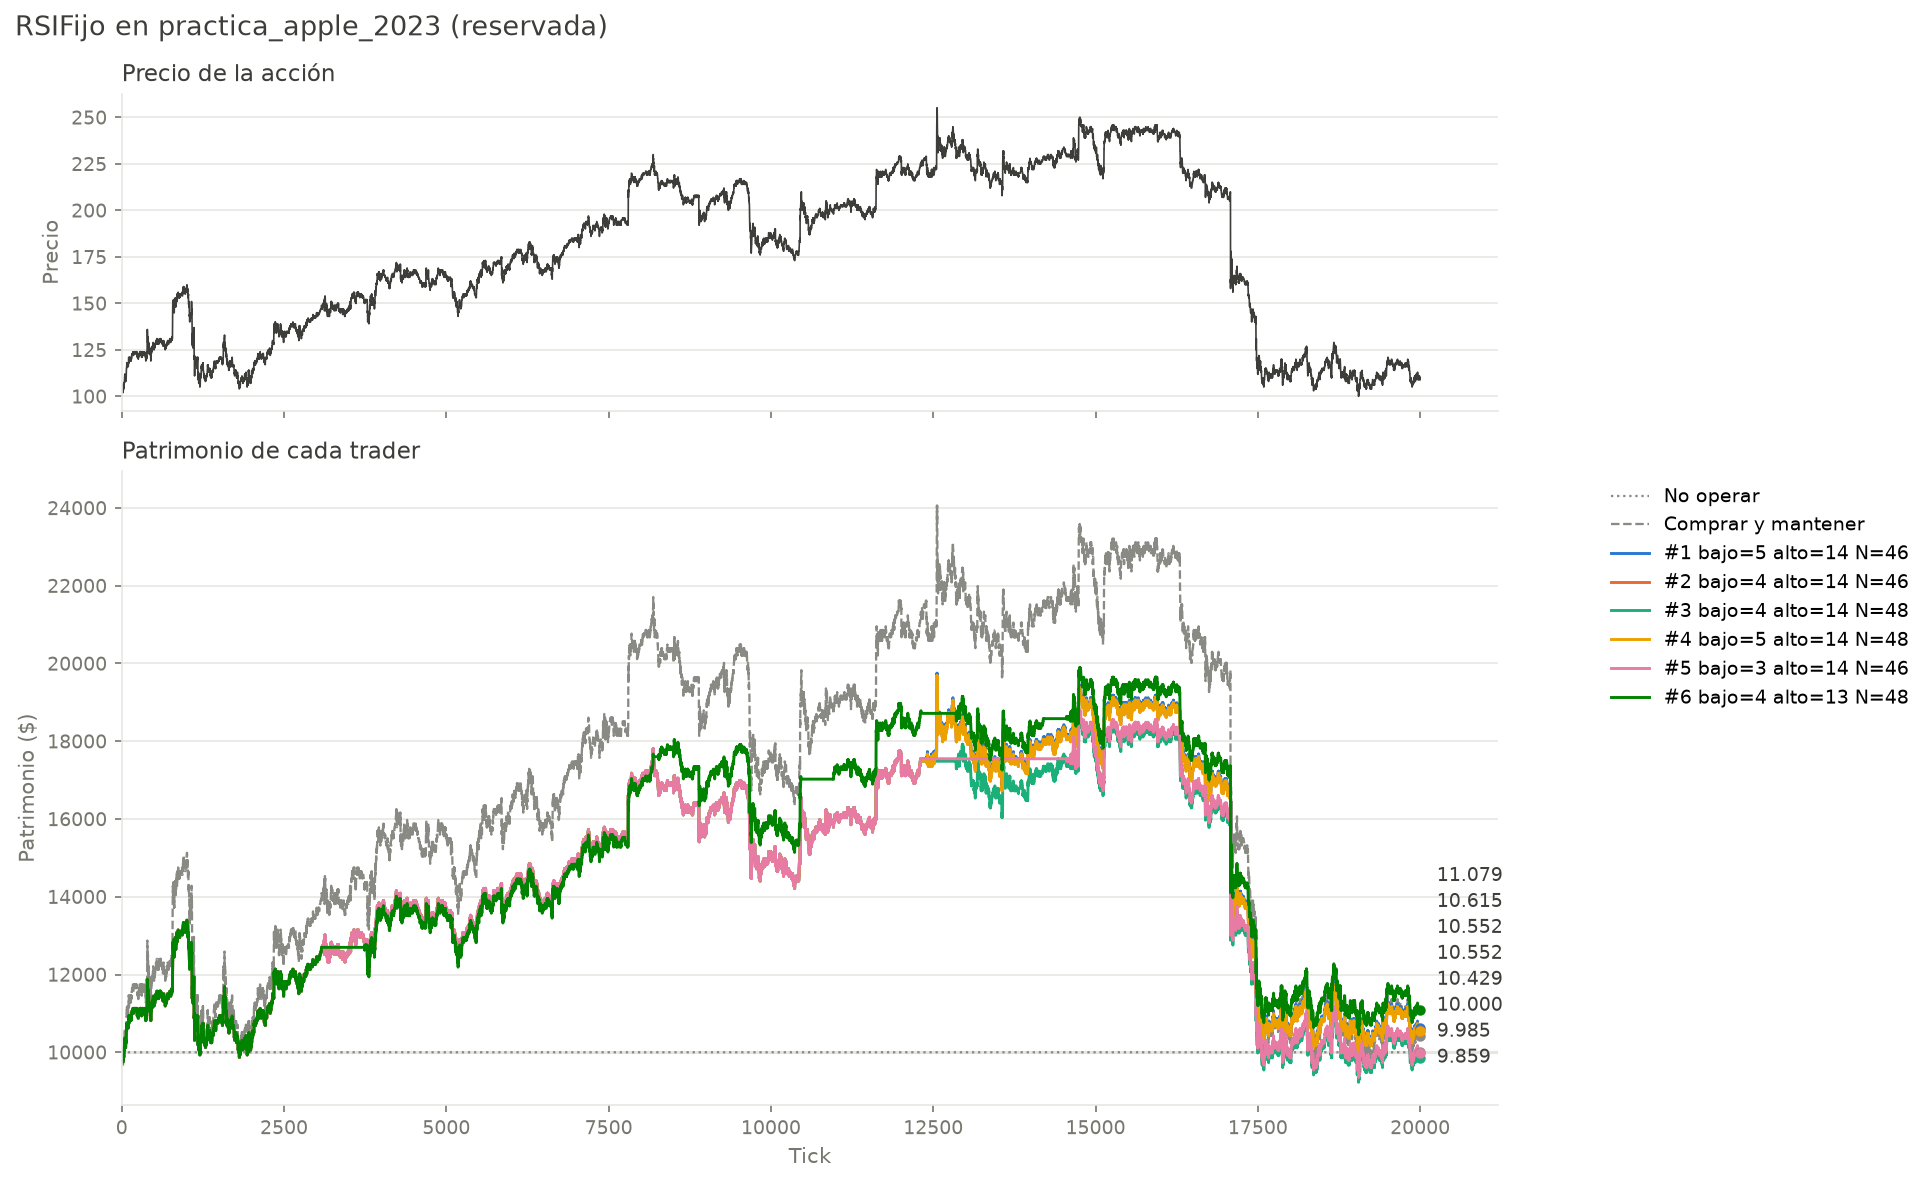 RSIFijo en practica_apple_2023 (reservada)
Precio de la acción
250
225
200
175
150
125
100
Precio
Patrimonio de cada trader
24000
22000
20000
18000
16000
14000
12000
10000
Patrimonio ($)
11.079
10.615
10.552
10.552
10.429
10.000
9.985
9.859
0
2500
5000
7500
10000
12500
15000
17500
20000
Tick
No operar
Comprar y mantener
#1 bajo=5 alto=14 N=46
#2 bajo=4 alto=14 N=46
#3 bajo=4 alto=14 N=48
#4 bajo=5 alto=14 N=48
#5 bajo=3 alto=14 N=46
#6 bajo=4 alto=13 N=48